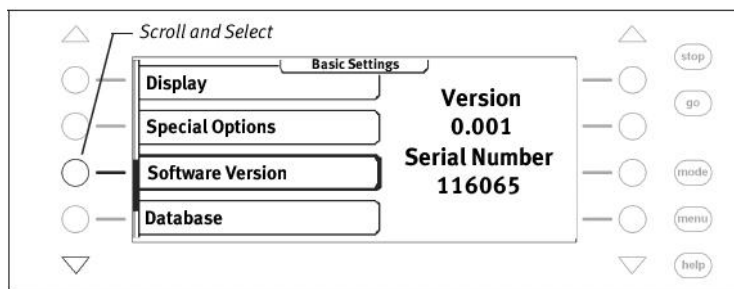 Scroll and Select
stop
Basic Settings
Display
go
Version
0.001
Special Options
Serial Number
116065
Software Version
mode
Database
menu
help